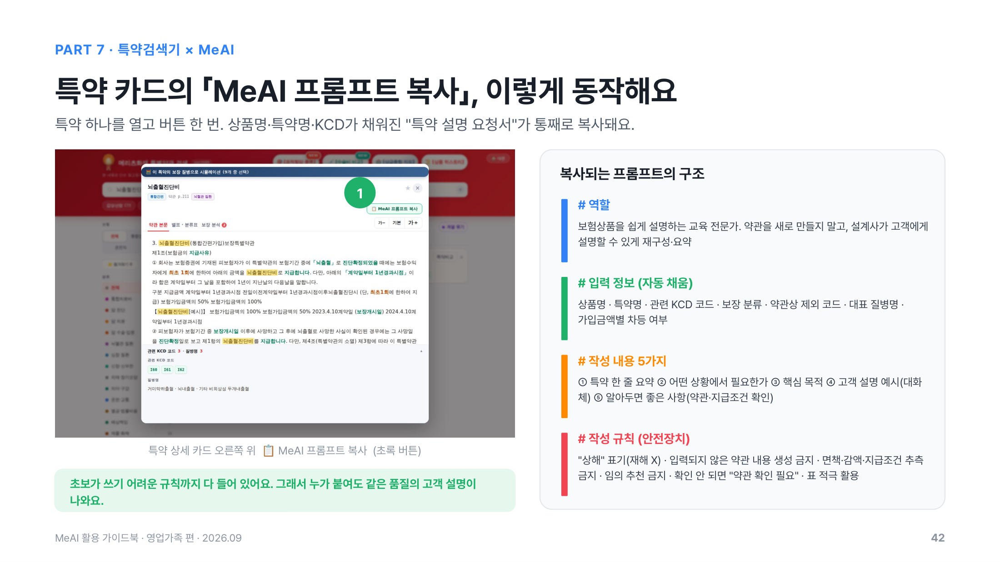 PART 7 · 특약검색기 × MeAI
특약 카드의 「MeAI 프롬프트 복사」, 이렇게 동작해요
특약 하나를 열고 버튼 한 번. 상품명·특약명·KCD가 채워진 "특약 설명 요청서"가 통째로 복사돼요.
이 특약의 보장 질병으로 시뮬레이션 (9개 중 선택)
뇌출혈진단비
통합간편 약관 p.211 뇌혈관 질환
1
📋 MeAI 프롬프트 복사
약관 본문 별표 · 분류표 보장 분석 2
가− 기본 가+
3. 뇌출혈진단비(통합간편가입)보장특별약관
제1조(보험금의 지급사유)
① 회사는 보험증권에 기재된 피보험자가 이 특별약관의 보험기간 중에「뇌출혈」로 진단확정되었을 때에는 보험수익
자에게 최초 1회에 한하여 아래의 금액을 뇌출혈진단비로 지급합니다. 다만, 아래의 「계약일부터 1년경과시점」이
라 함은 계약일부터 그 날을 포함하여 1년이 지난날의 다음날을 말합니다.
구분 지급금액 계약일부터 1년경과시점 전일이전계약일부터 1년경과시점이후뇌출혈진단시 (단, 최초1회에 한하여 지
급) 보험가입금액의 50% 보험가입금액의 100%
【뇌출혈진단비[예시]】 보험가입금액의 100% 보험가입금액의 50% 2023.4.10계약일 (보장개시일) 2024.4.10계
약일부터 1년경과시점
② 피보험자가 보험기간 중 보장개시일 이후에 사망하고 그 후에 뇌출혈로 사망한 사실이 확인된 경우에는 그 사망일
을 진단확정일로 보고 제1항의 뇌출혈진단비를 지급합니다. 다만, 제4조(특별약관의 소멸) 제3항에 따라 이 특별약관
관련 KCD 코드 3 · 질병명 3
관련 KCD 코드
I60 I61 I62
질병명
거미막하출혈 · 뇌내출혈 · 기타 비외상성 두개내출혈
특약 상세 카드 오른쪽 위 📋 MeAI 프롬프트 복사 (초록 버튼)
초보가 쓰기 어려운 규칙까지 다 들어 있어요. 그래서 누가 붙여도 같은 품질의 고객 설명이
나와요.
복사되는 프롬프트의 구조
# 역할
보험상품을 쉽게 설명하는 교육 전문가. 약관을 새로 만들지 말고, 설계사가 고객에게
설명할 수 있게 재구성·요약
# 입력 정보 (자동 채움)
상품명 · 특약명 · 관련 KCD 코드 · 보장 분류 · 약관상 제외 코드 · 대표 질병명 ·
가입금액별 차등 여부
# 작성 내용 5가지
① 특약 한 줄 요약 ② 어떤 상황에서 필요한가 ③ 핵심 목적 ④ 고객 설명 예시(대화
체) ⑤ 알아두면 좋은 사항(약관·지급조건 확인)
# 작성 규칙 (안전장치)
"상해" 표기(재해 X) · 입력되지 않은 약관 내용 생성 금지 · 면책·감액·지급조건 추측
금지 · 임의 추천 금지 · 확인 안 되면 "약관 확인 필요" · 표 적극 활용
MeAI 활용 가이드북 · 영업가족 편 · 2026.09
42